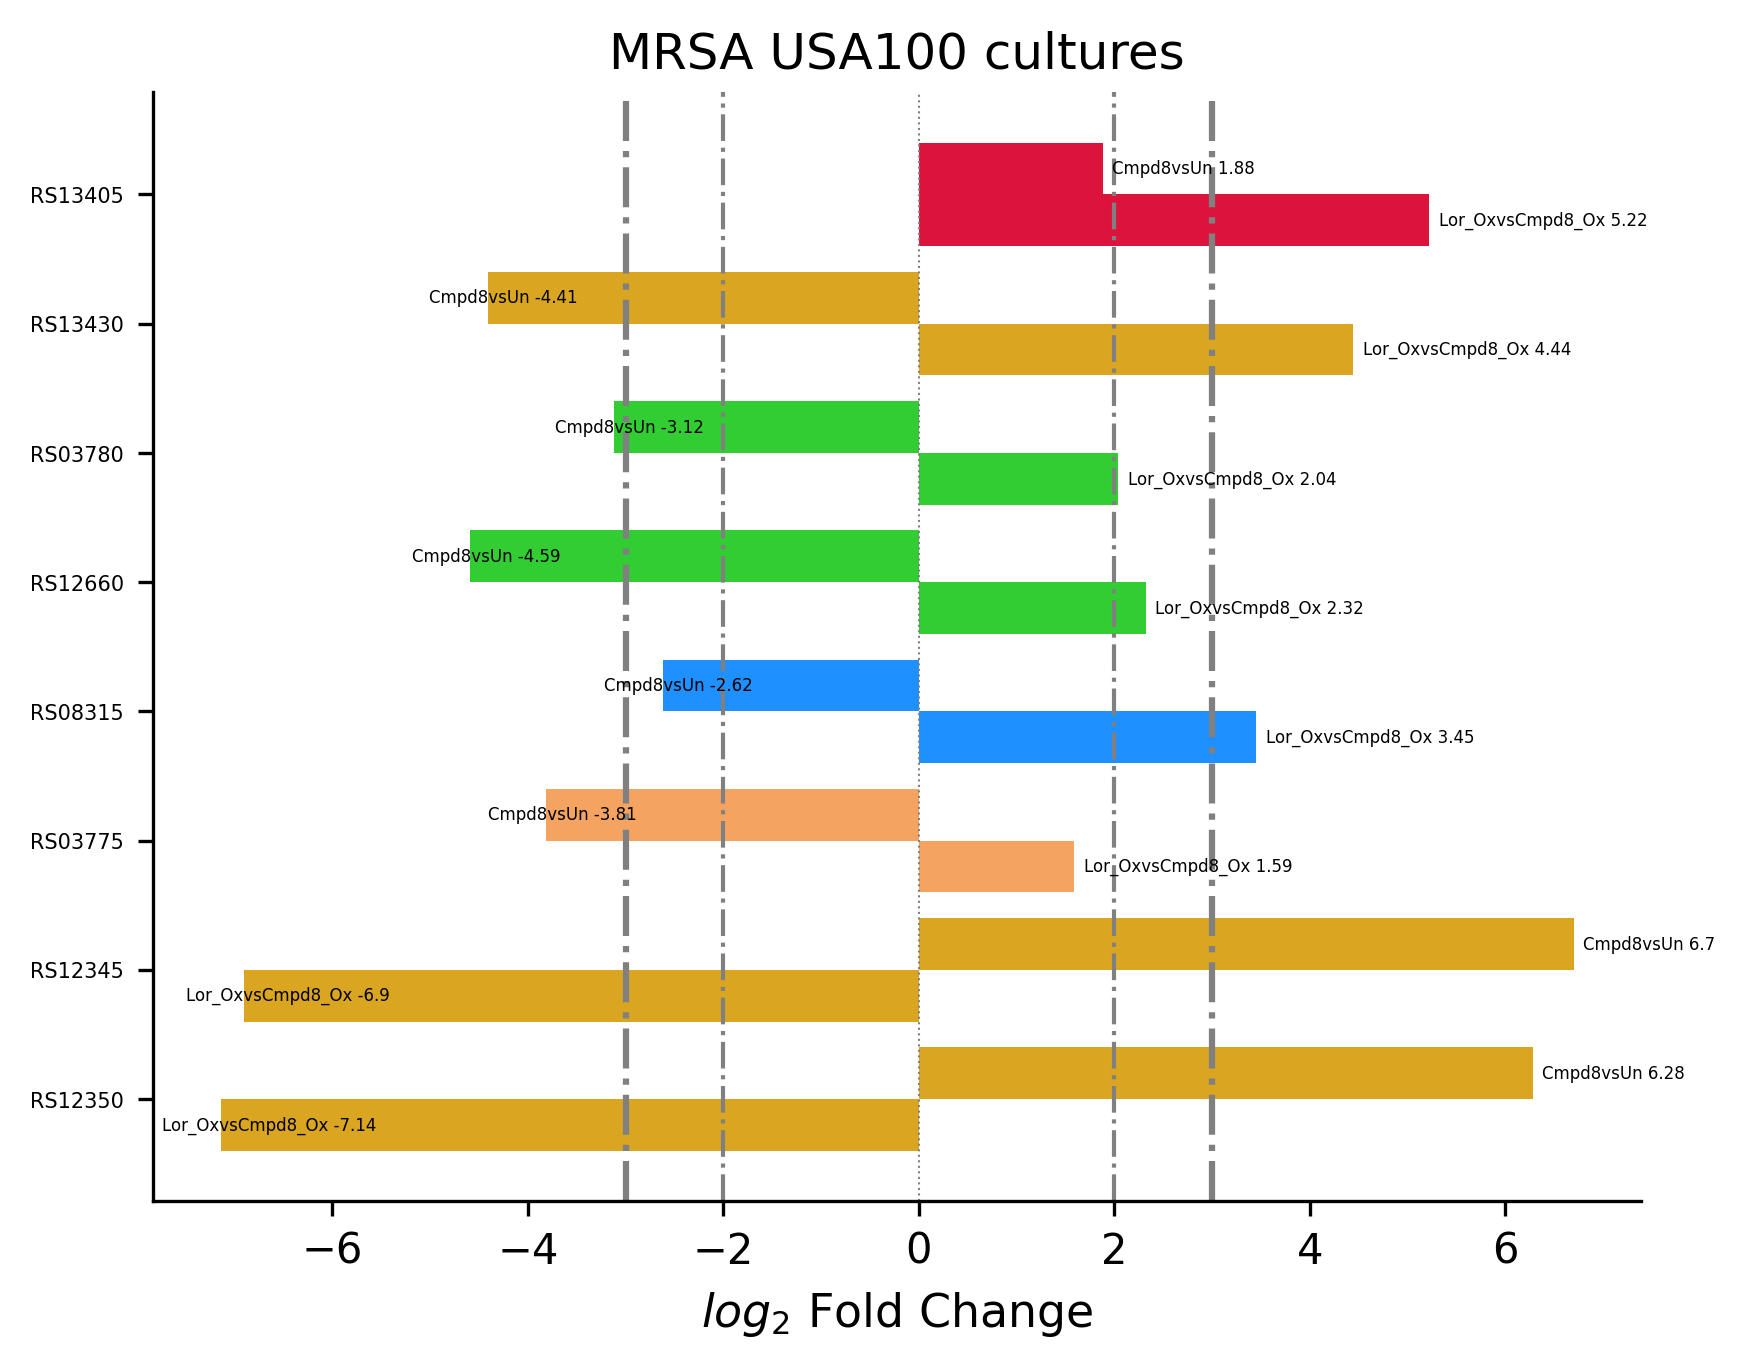 MRSA USA100 cultures
Cmpd8vsUn 1.88
RS13405
Lor_OxvsCmpd8_Ox 5.22
Cmpd8vsUn -4.41
RS13430
Lor_OxvsCmpd8_Ox 4.44
Cmpd8vsUn -3.12
RS03780
Lor_OxvsCmpd8_Ox 2.04
Cmpd8vsUn -4.59
RS12660
Lor_OxvsCmpd8_Ox 2.32
Cmpd8vsUn -2.62
RS08315
Lor_OxvsCmpd8_Ox 3.45
Cmpd8vsUn -3.81
RS03775
Lor_OxvsCmpd8_Ox 1.59
Cmpd8vsUn 6.7
RS12345
Lor_OxvsCmpd8_Ox -6.9
Cmpd8vsUn 6.28
RS12350
Lor_OxvsCmpd8_Ox -7.14
−6 −4 −2 0 2 4 6
log₂ Fold Change